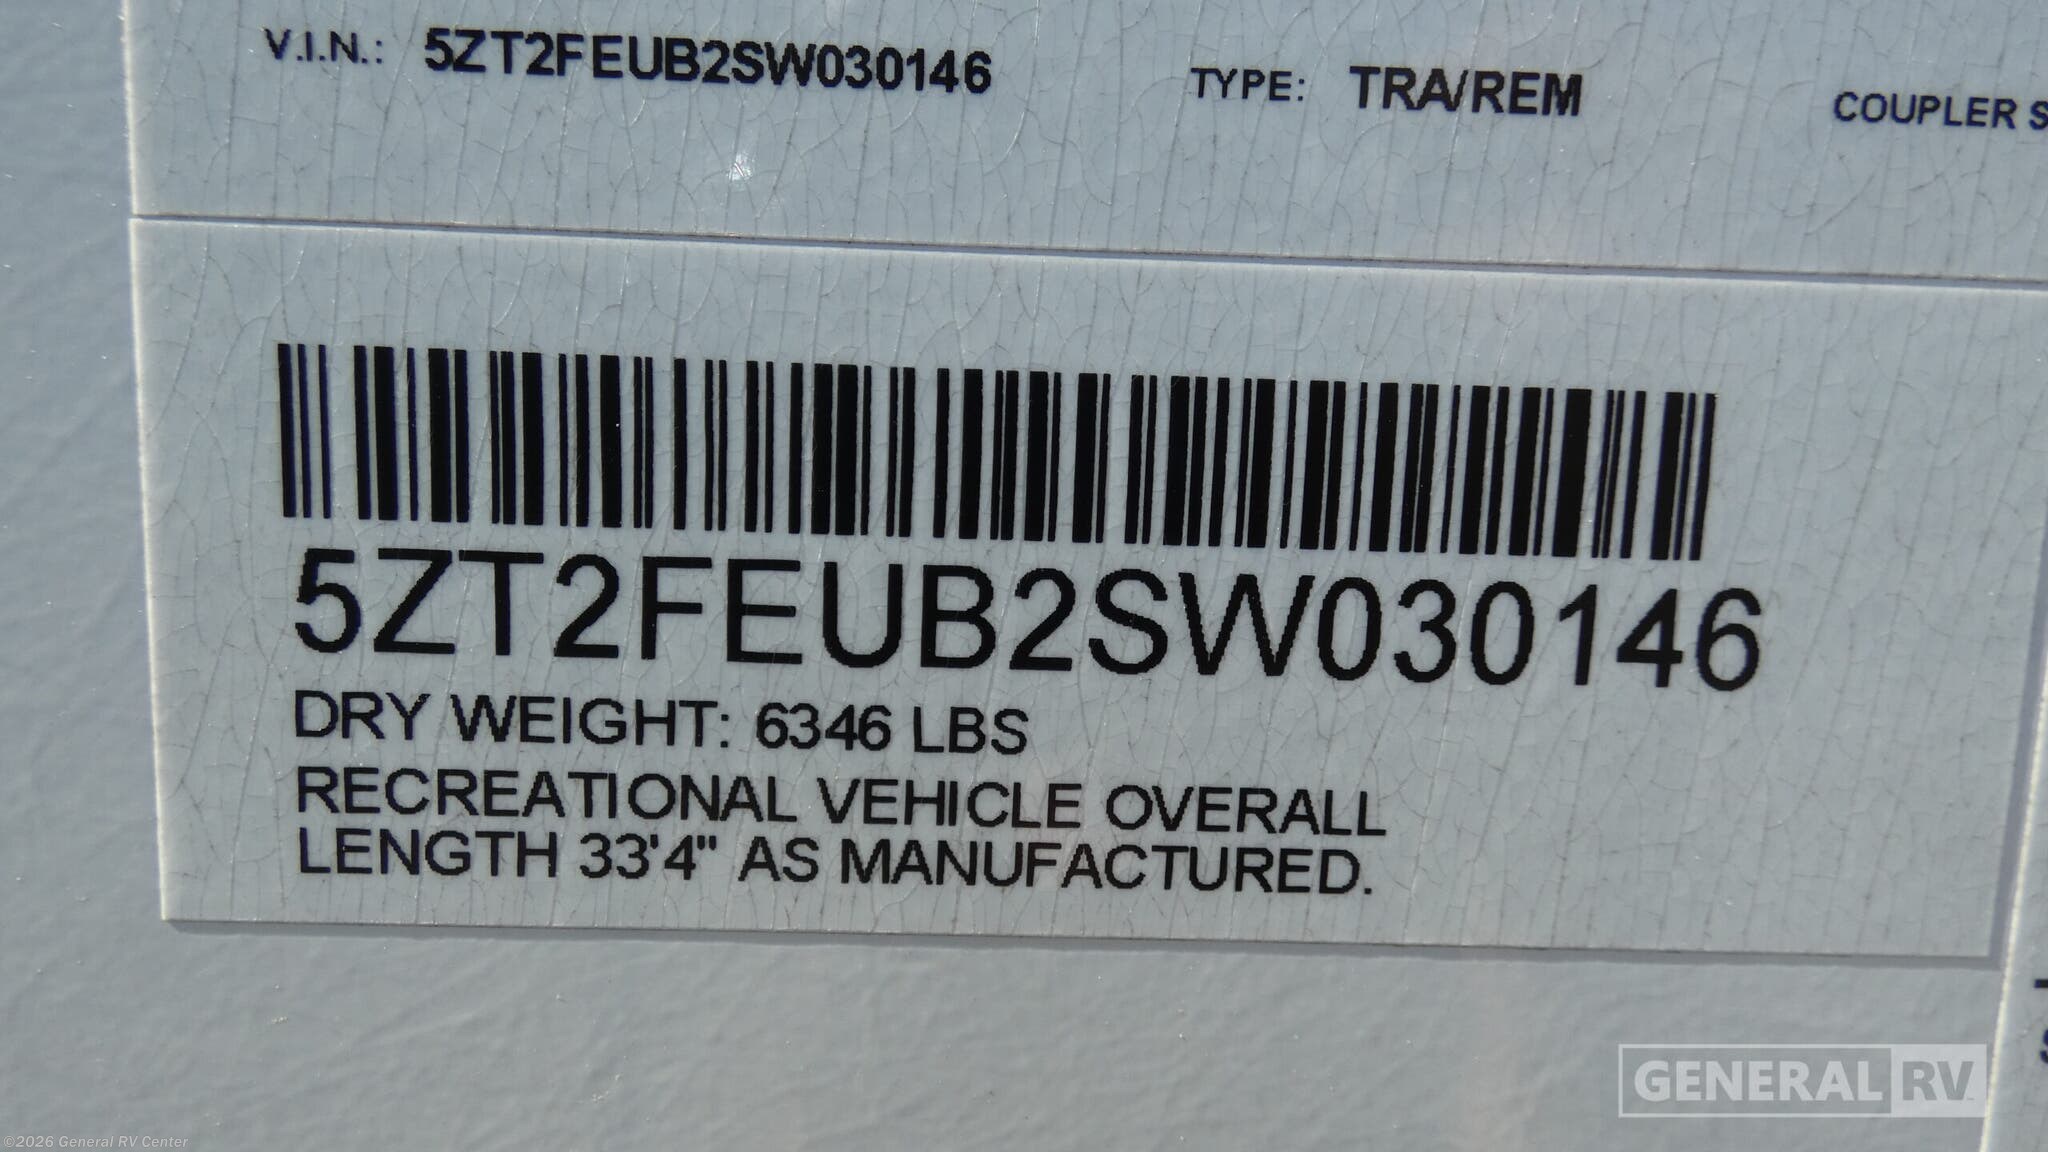 V.I.N.: 5ZT2FEUB2SW030146 TYPE: TRA/REM COUPLER S
5ZT2FEUB2SW030146
DRY WEIGHT: 6346 LBS
RECREATIONAL VEHICLE OVERALL
LENGTH 33'4" AS MANUFACTURED.
GENERAL RV
©2026 General RV Center